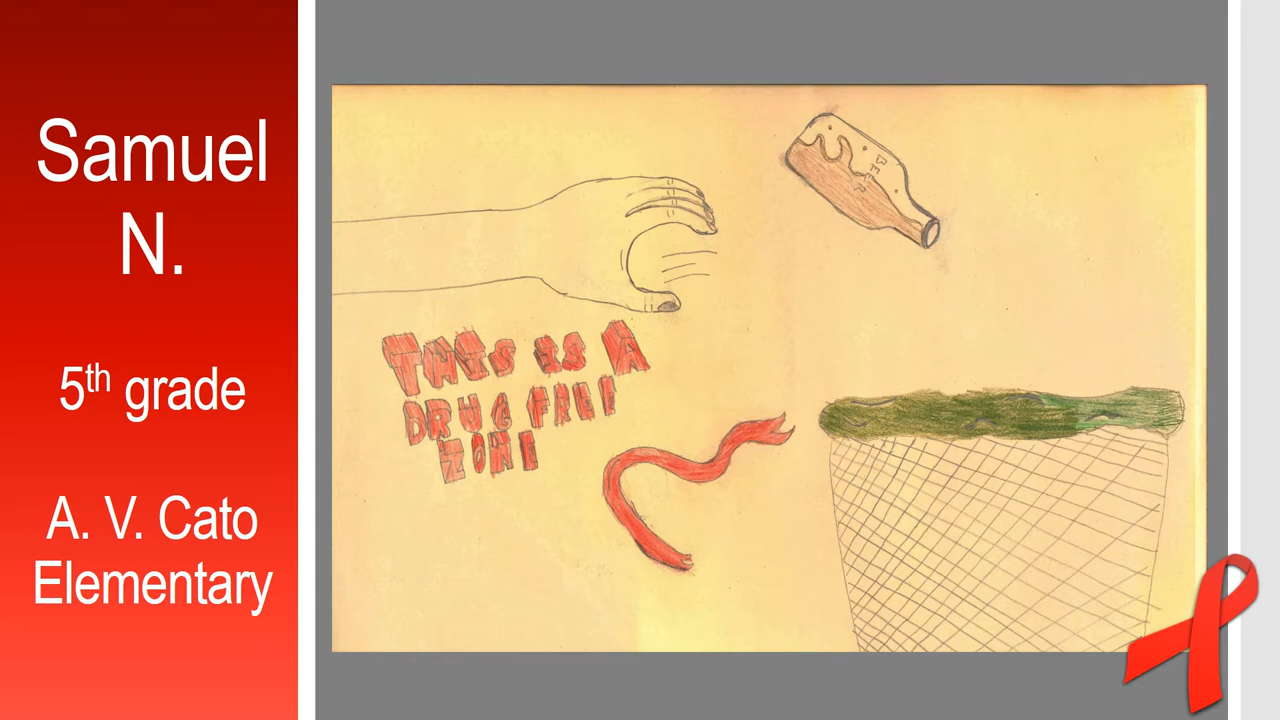 Samuel
N.
5th grade
A. V. Cato
Elementary
BEER
THIS IS A
DRUG FREE
ZONE